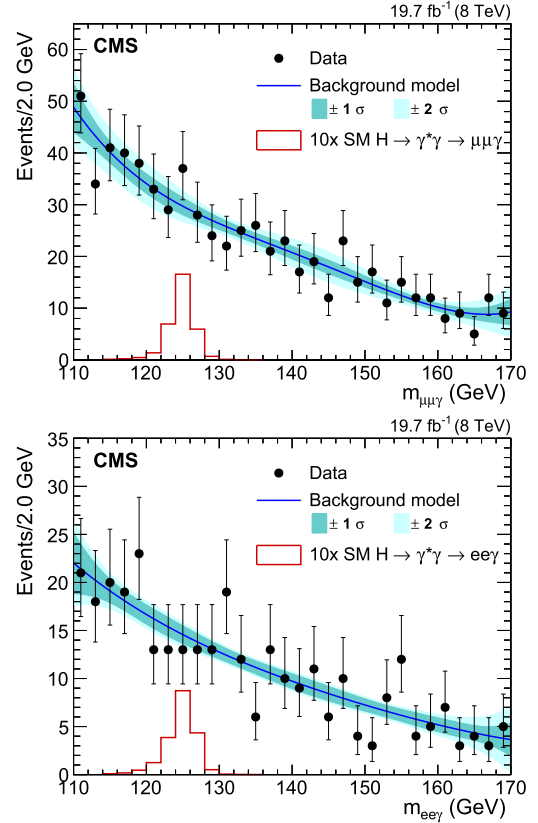 19.7 fb⁻¹ (8 TeV)
Events/2.0 GeV
CMS
Data
Background model
± 1 σ ± 2 σ
10x SM H → γ*γ → μμγ
60
50
40
30
20
10
0
110 120 130 140 150 160 170
m_μμγ (GeV)
19.7 fb⁻¹ (8 TeV)
Events/2.0 GeV
CMS
Data
Background model
± 1 σ ± 2 σ
10x SM H → γ*γ → eeγ
35
30
25
20
15
10
5
0
110 120 130 140 150 160 170
m_eeγ (GeV)